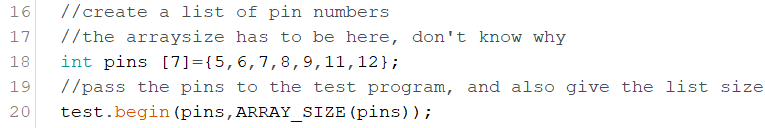 16 //create a list of pin numbers
17 //the arraysize has to be here, don't know why
18 int pins [7]={5,6,7,8,9,11,12};
19 //pass the pins to the test program, and also give the list size
20 test.begin(pins,ARRAY_SIZE(pins));